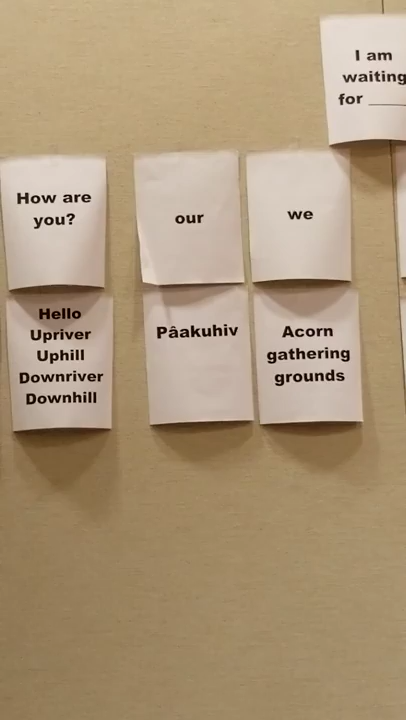 I am
waiting
for ____
How are
you?
our
we
Hello
Upriver
Uphill
Downriver
Downhill
Pâakuhiv
Acorn
gathering
grounds